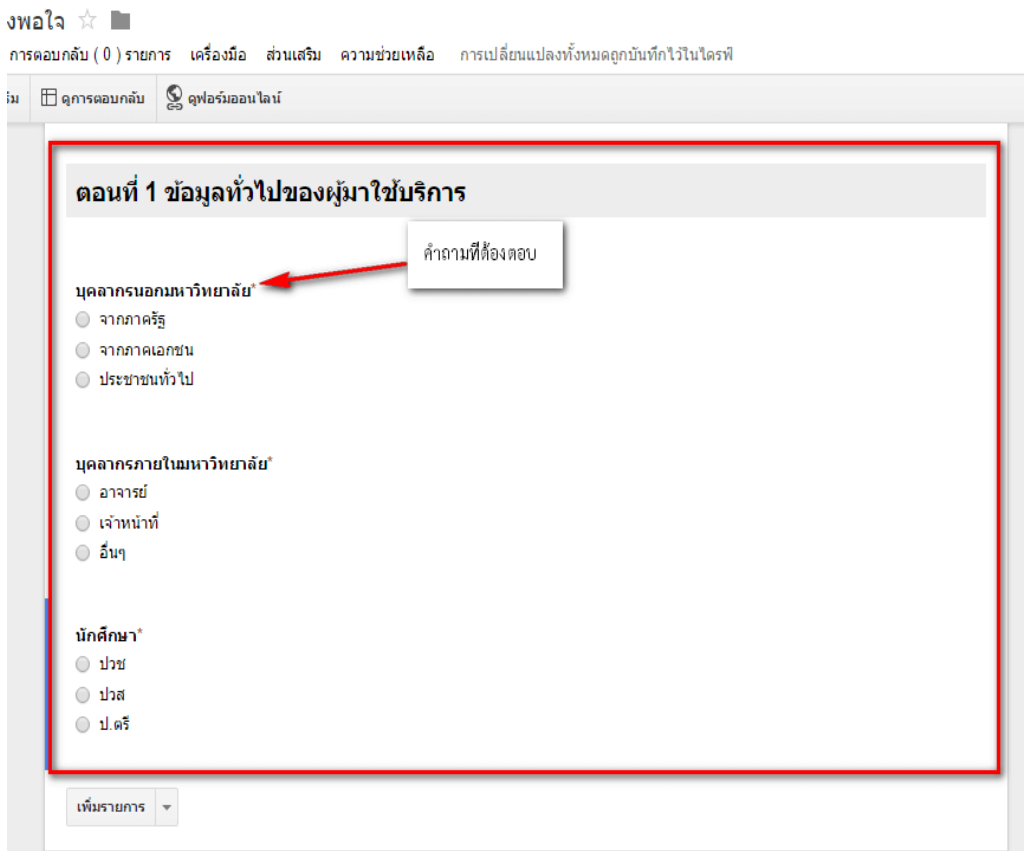 งพอใจ
การตอบกลับ ( 0 ) รายการ เครื่องมือ ส่วนเสริม ความช่วยเหลือ การเปลี่ยนแปลงทั้งหมดถูกบันทึกไว้ในไดรฟ์
ดูการตอบกลับ ดูฟอร์มออนไลน์
ตอนที่ 1 ข้อมูลทั่วไปของผู้มาใช้บริการ
คำถามที่ต้องตอบ
บุคลากรนอกมหาวิทยาลัย*
จากภาครัฐ
จากภาคเอกชน
ประชาชนทั่วไป
บุคลากรภายในมหาวิทยาลัย*
อาจารย์
เจ้าหน้าที่
อื่นๆ
นักศึกษา*
ปวช
ปวส
ป.ตรี
เพิ่มรายการ